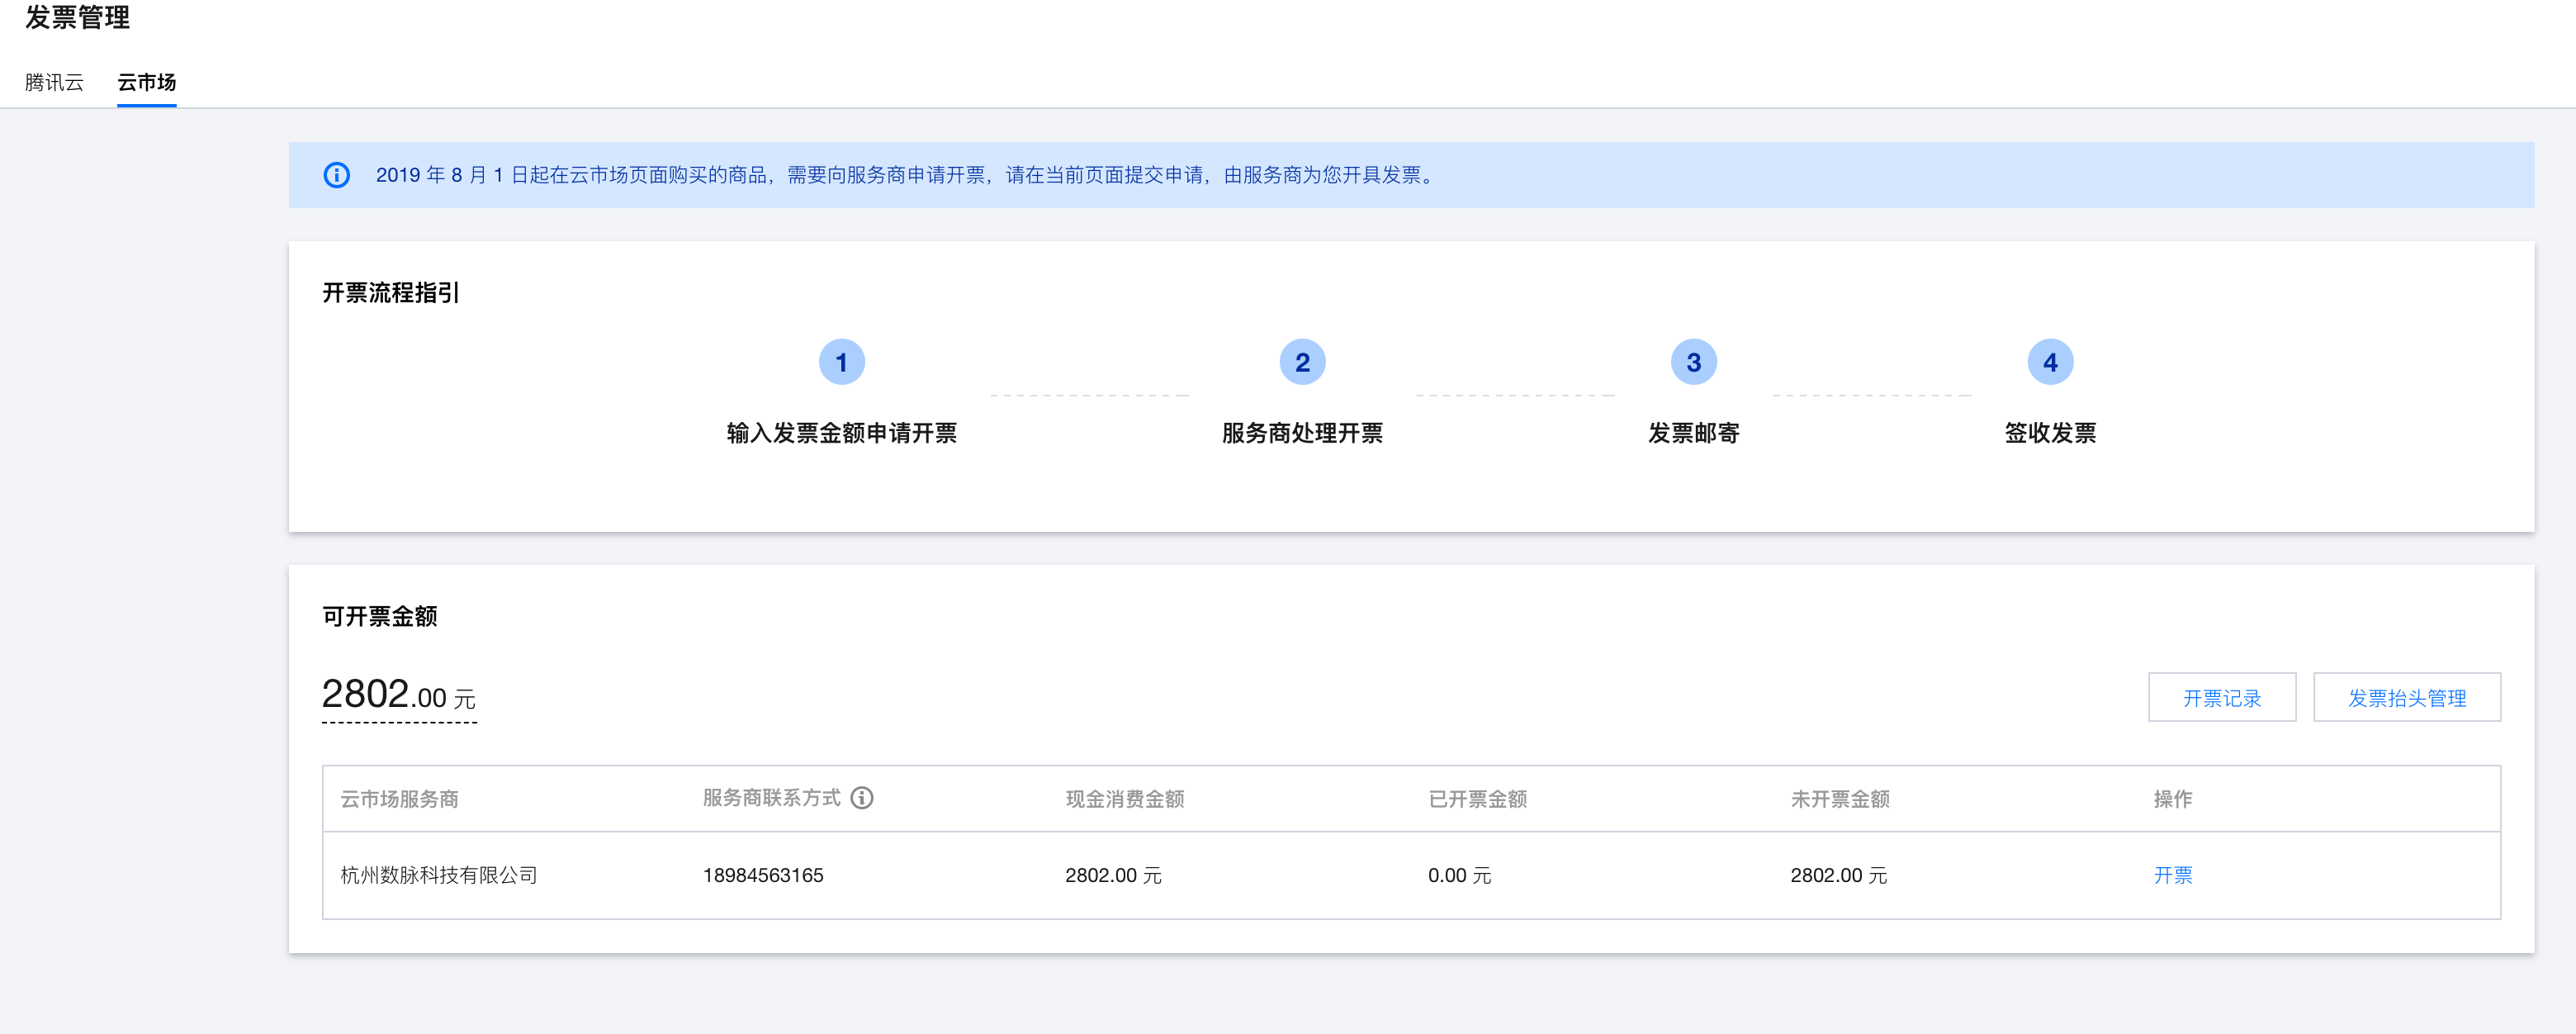 发票管理
腾讯云 云市场
2019 年 8 月 1 日起在云市场页面购买的商品，需要向服务商申请开票，请在当前页面提交申请，由服务商为您开具发票。
开票流程指引
1 2 3 4
输入发票金额申请开票 服务商处理开票 发票邮寄 签收发票
可开票金额
2802.00 元 开票记录 发票抬头管理
云市场服务商 服务商联系方式 现金消费金额 已开票金额 未开票金额 操作
杭州数脉科技有限公司 18984563165 2802.00 元 0.00 元 2802.00 元 开票